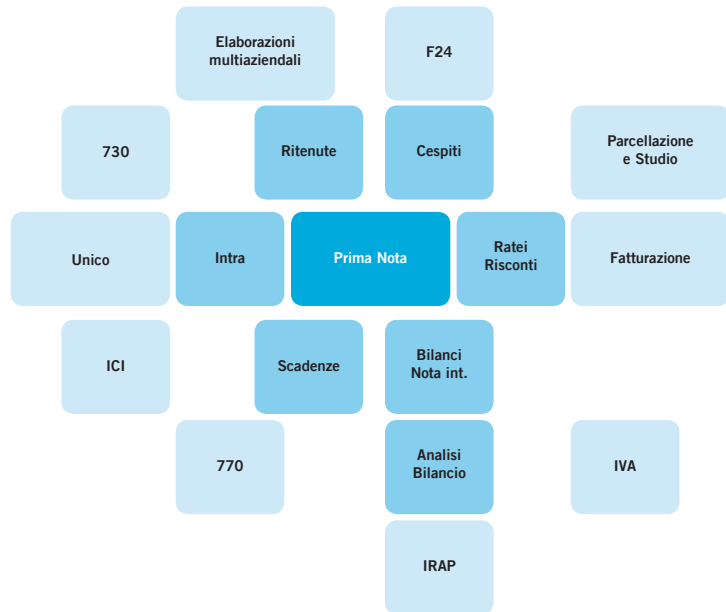 Elaborazioni
multiaziendali
F24
730
Ritenute
Cespiti
Parcellazione
e Studio
Unico
Intra
Prima Nota
Ratei
Risconti
Fatturazione
ICI
Scadenze
Bilanci
Nota int.
770
Analisi
Bilancio
IVA
IRAP